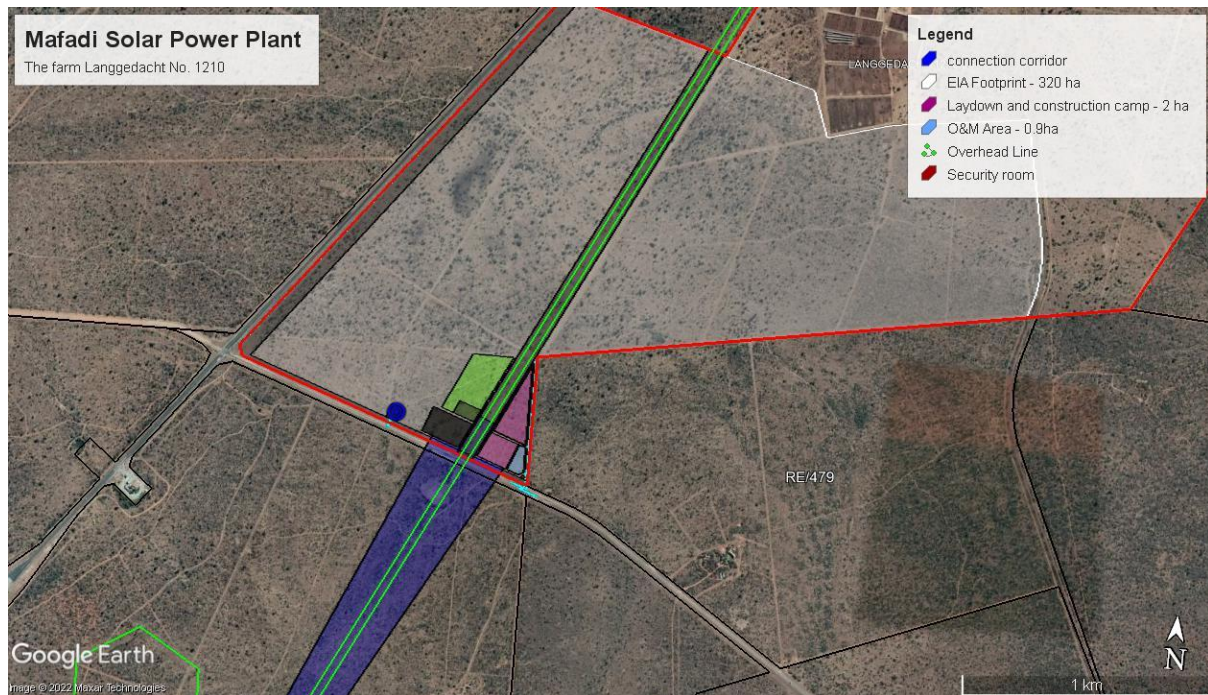 Mafadi Solar Power Plant
The farm Langgedacht No. 1210
Legend
connection corridor
EIA Footprint - 320 ha
Laydown and construction camp - 2 ha
O&M Area - 0.9ha
Overhead Line
Security room
LANGGEDA
RE/479
Google Earth
Image © 2022 Maxar Technologies
N
1 km